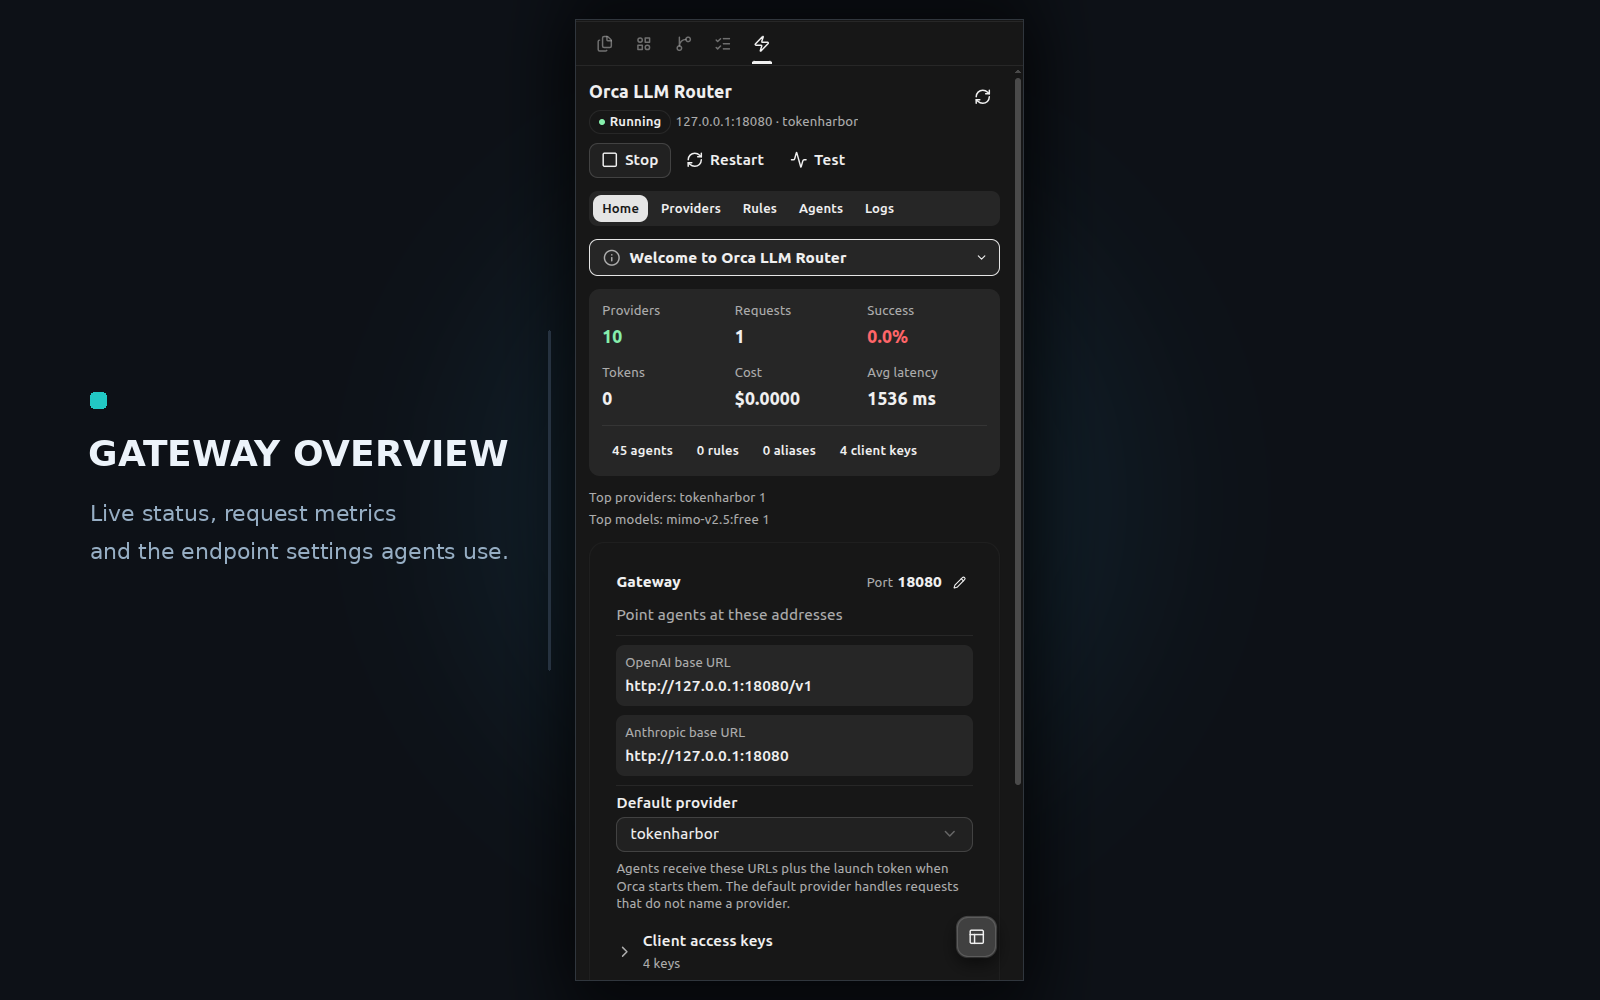 GATEWAY OVERVIEW
Live status, request metrics
and the endpoint settings agents use.
Orca LLM Router
Running 127.0.0.1:18080 · tokenharbor
Stop Restart Test
Home Providers Rules Agents Logs
Welcome to Orca LLM Router
Providers Requests Success
10 1 0.0%
Tokens Cost Avg latency
0 $0.0000 1536 ms
45 agents 0 rules 0 aliases 4 client keys
Top providers: tokenharbor 1
Top models: mimo-v2.5:free 1
Gateway Port 18080
Point agents at these addresses
OpenAI base URL
http://127.0.0.1:18080/v1
Anthropic base URL
http://127.0.0.1:18080
Default provider
tokenharbor
Agents receive these URLs plus the launch token when
Orca starts them. The default provider handles requests
that do not name a provider.
Client access keys
4 keys